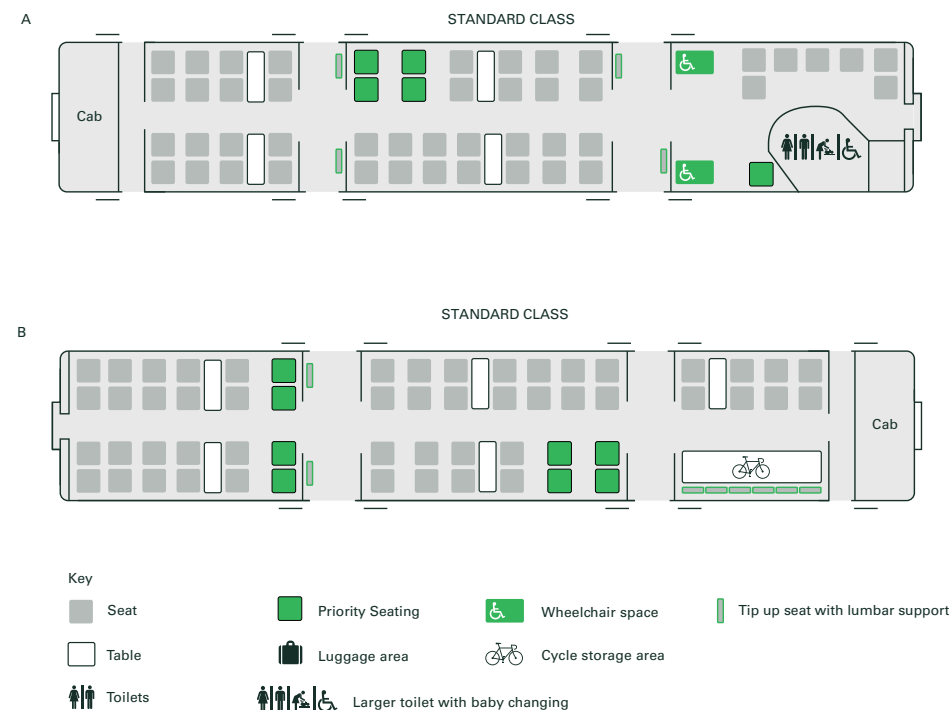 A
STANDARD CLASS
Cab
STANDARD CLASS
B
Cab
Key
Seat
Priority Seating
Wheelchair space
Tip up seat with lumbar support
Table
Luggage area
Cycle storage area
Toilets
Larger toilet with baby changing